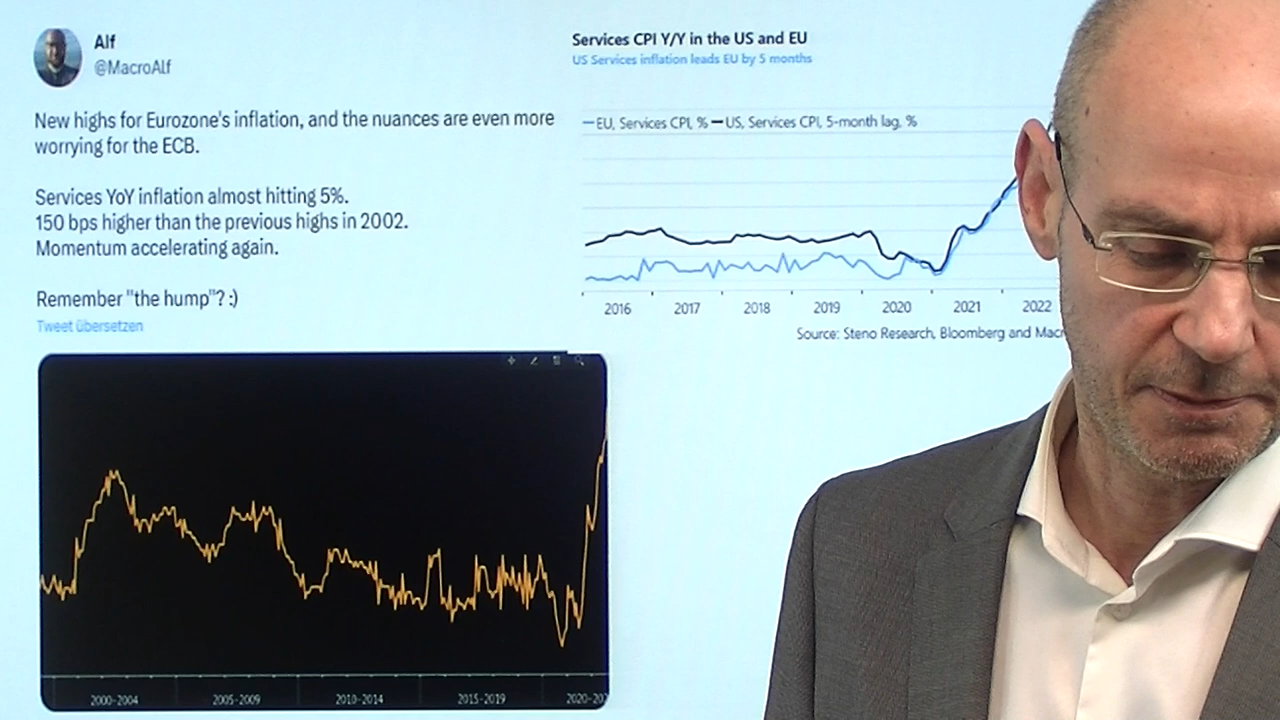 Alf
@MacroAlf
New highs for Eurozone's inflation, and the nuances are even more
worrying for the ECB.
Services YoY inflation almost hitting 5%.
150 bps higher than the previous highs in 2002.
Momentum accelerating again.
Remember "the hump"? :)
Tweet übersetzen
2000-2004 2005-2009 2010-2014 2015-2019 2020-202
Services CPI Y/Y in the US and EU
US Services inflation leads EU by 5 months
EU, Services CPI, % US, Services CPI, 5-month lag, %
2016 2017 2018 2019 2020 2021 2022
Source: Steno Research, Bloomberg and Macr